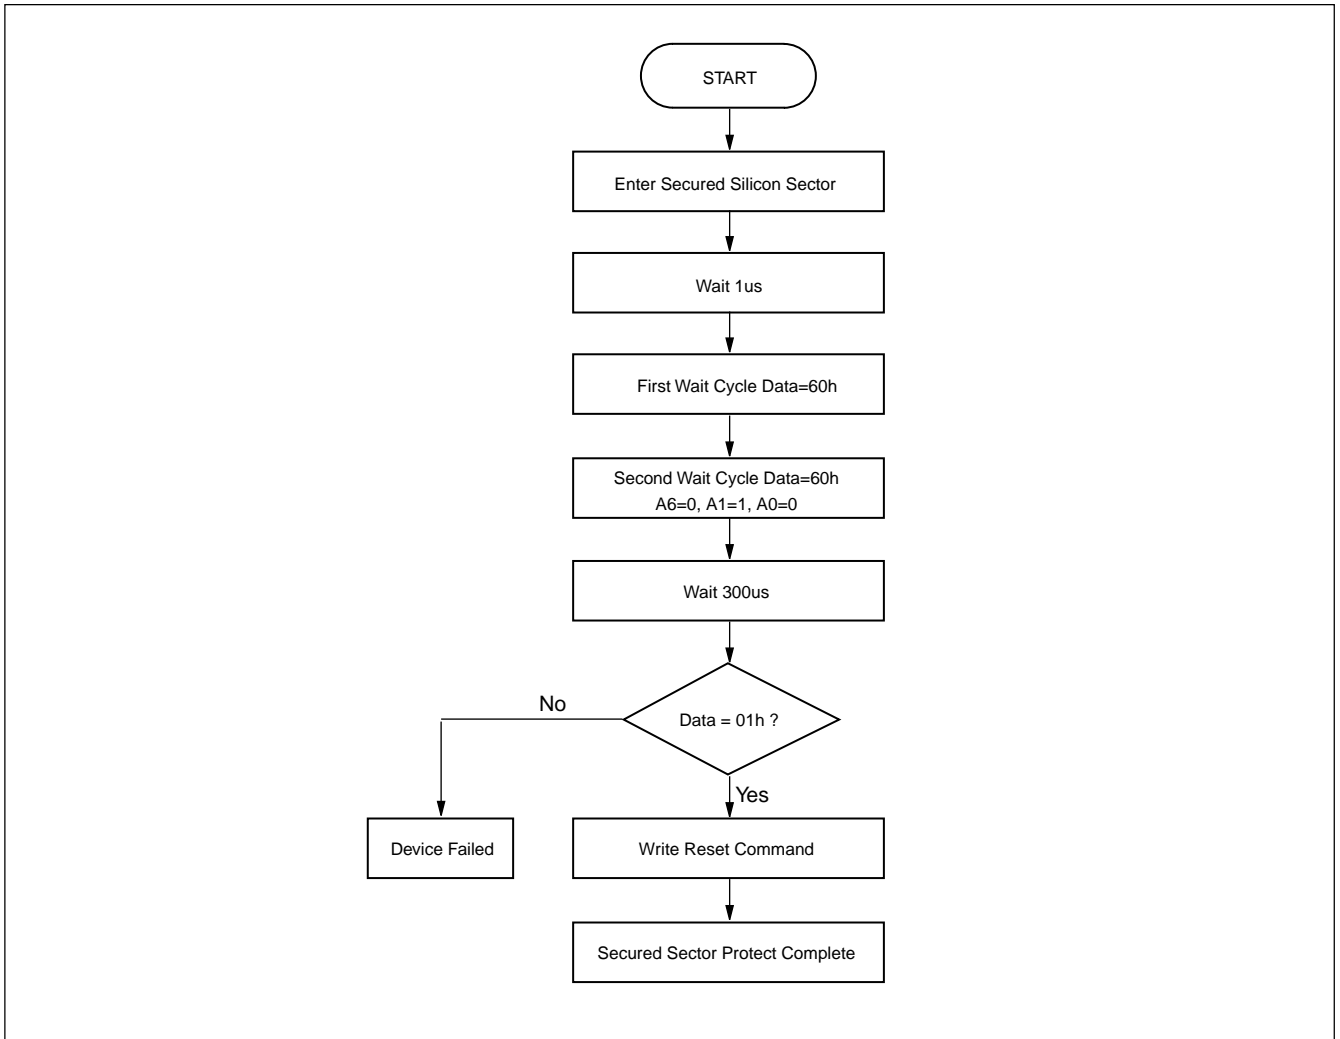 START
Enter Secured Silicon Sector
Wait 1us
First Wait Cycle Data=60h
Second Wait Cycle Data=60h
A6=0, A1=1, A0=0
Wait 300us
No
Data = 01h ?
Yes
Device Failed
Write Reset Command
Secured Sector Protect Complete